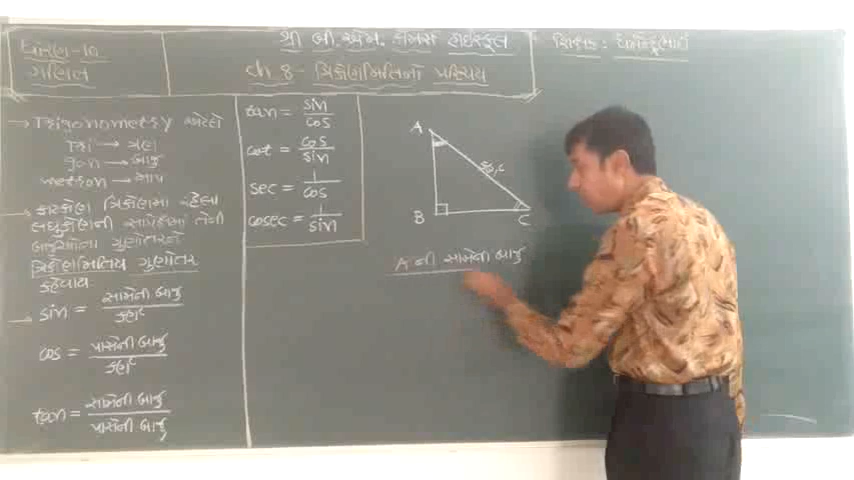 ધોરણ-10
ગણિત
શ્રી બી. એમ. કોમર્સ હાઈસ્કૂલ
ch 8 - ત્રિકોણમિતિનો પરિચય
શિક્ષક:
→ Trigonometry એટલે
Tri → ત્રણ
gon → બાજુ
metron → માપ
→ કાટકોણ ત્રિકોણમાં રહેલા
લઘુકોણની સાપેક્ષમાં તેની
બાજુઓના ગુણોત્તરને
ત્રિકોણમિતિય ગુણોત્તર
કહેવાય
→ sin = સામેની બાજુ / કર્ણ
cos = પાસેની બાજુ / કર્ણ
tan = સામેની બાજુ / પાસેની બાજુ
tan = sin / cos
cot = cos / sin
sec = 1 / cos
cosec = 1 / sin
A
કર્ણ
B
C
A ની સામેની બાજુ